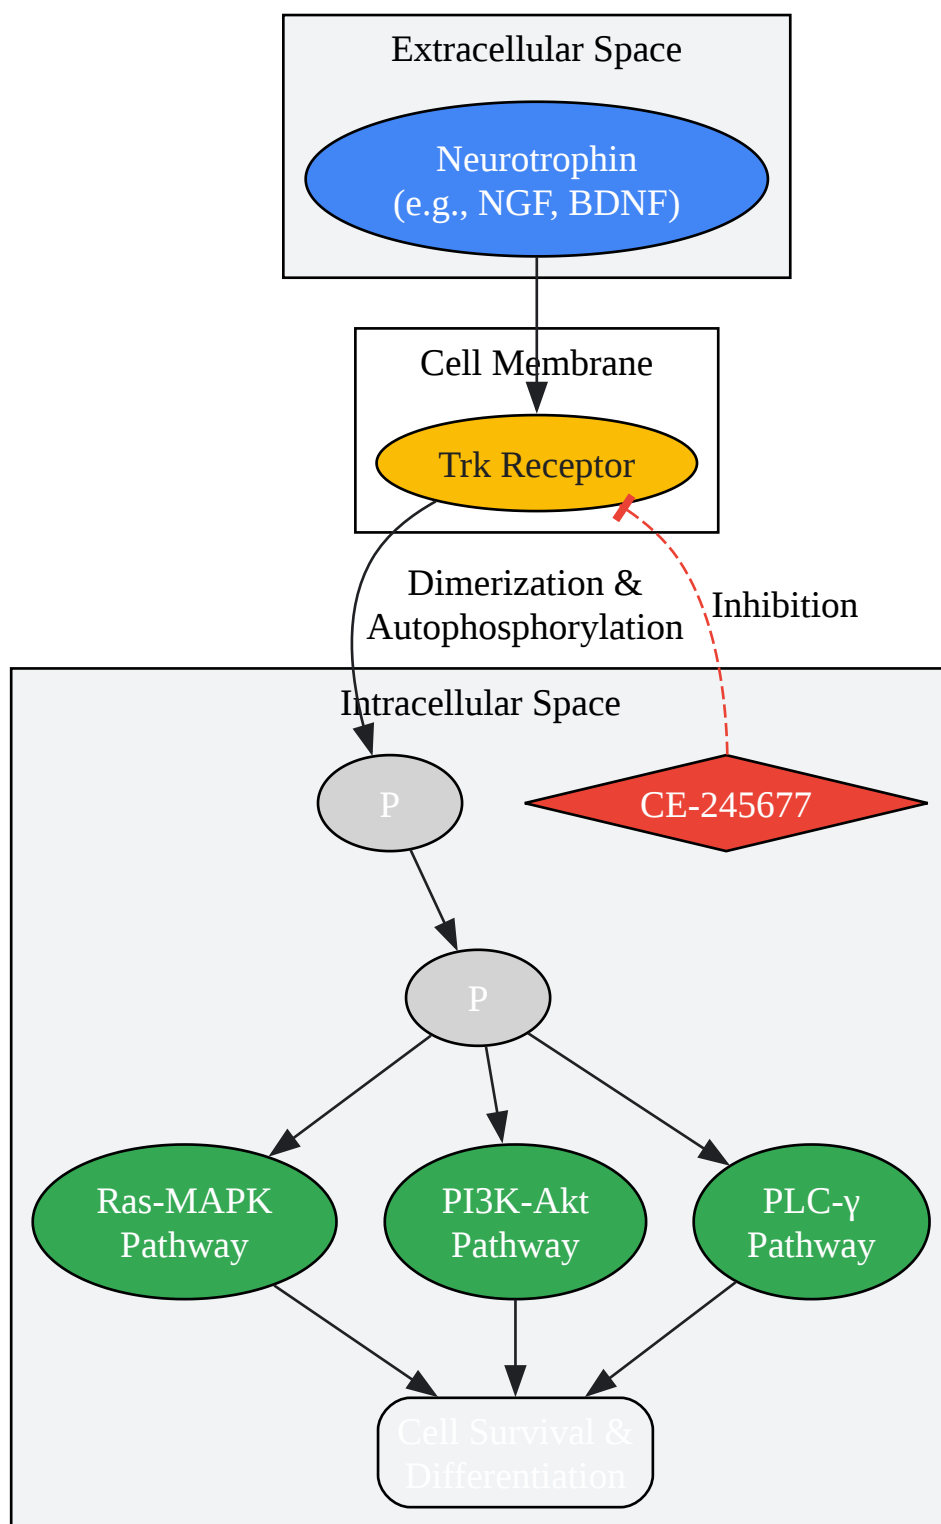 Extracellular Space
Neurotrophin
(e.g., NGF, BDNF)
Cell Membrane
Trk Receptor
Dimerization &
Autophosphorylation
Inhibition
Intracellular Space
P
CE-245677
P
Ras-MAPK
Pathway
PI3K-Akt
Pathway
PLC-γ
Pathway
Cell Survival &
Differentiation